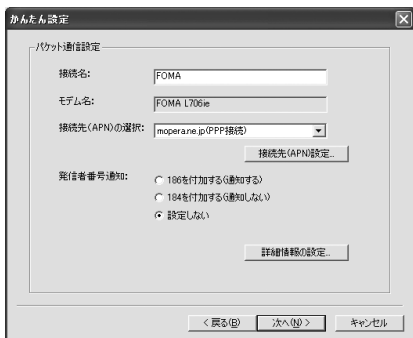 かんたん設定
パケット通信設定
接続名: FOMA
モデム名: FOMA L706ie
接続先(APN)の選択: mopera.ne.jp(PPP接続)
接続先(APN)設定...
発信者番号通知: 186を付加する(通知する)
184を付加する(通知しない)
設定しない
詳細情報の設定...
< 戻る(B) 次へ(N) > キャンセル